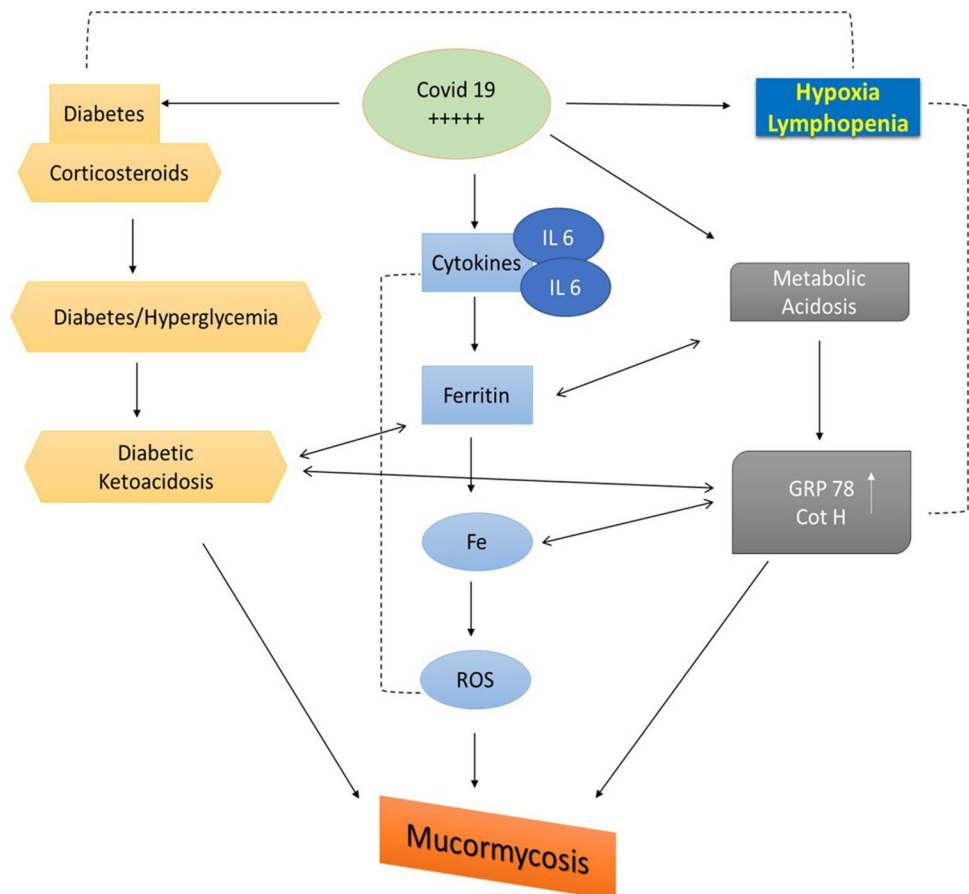 Covid 19
+++++
Diabetes
Corticosteroids
Hypoxia
Lymphopenia
Cytokines
IL 6
IL 6
Metabolic
Acidosis
Diabetes/Hyperglycemia
Ferritin
Diabetic
Ketoacidosis
GRP 78
Cot H
Fe
ROS
Mucormycosis